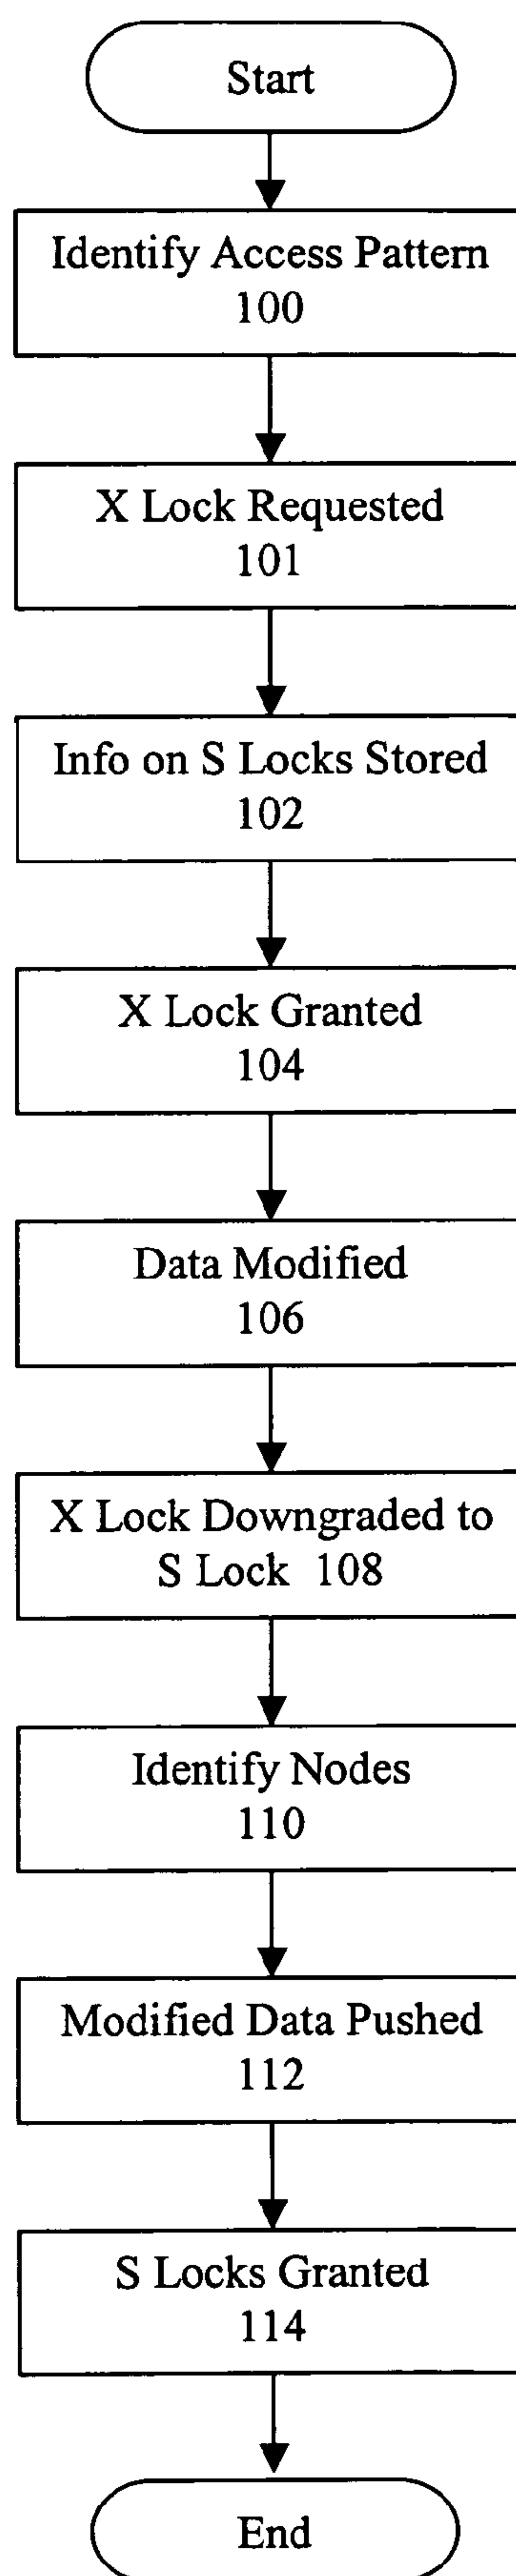 Start
Identify Access Pattern
100
X Lock Requested
101
Info on S Locks Stored
102
X Lock Granted
104
Data Modified
106
X Lock Downgraded to
S Lock 108
Identify Nodes
110
Modified Data Pushed
112
S Locks Granted
114
End